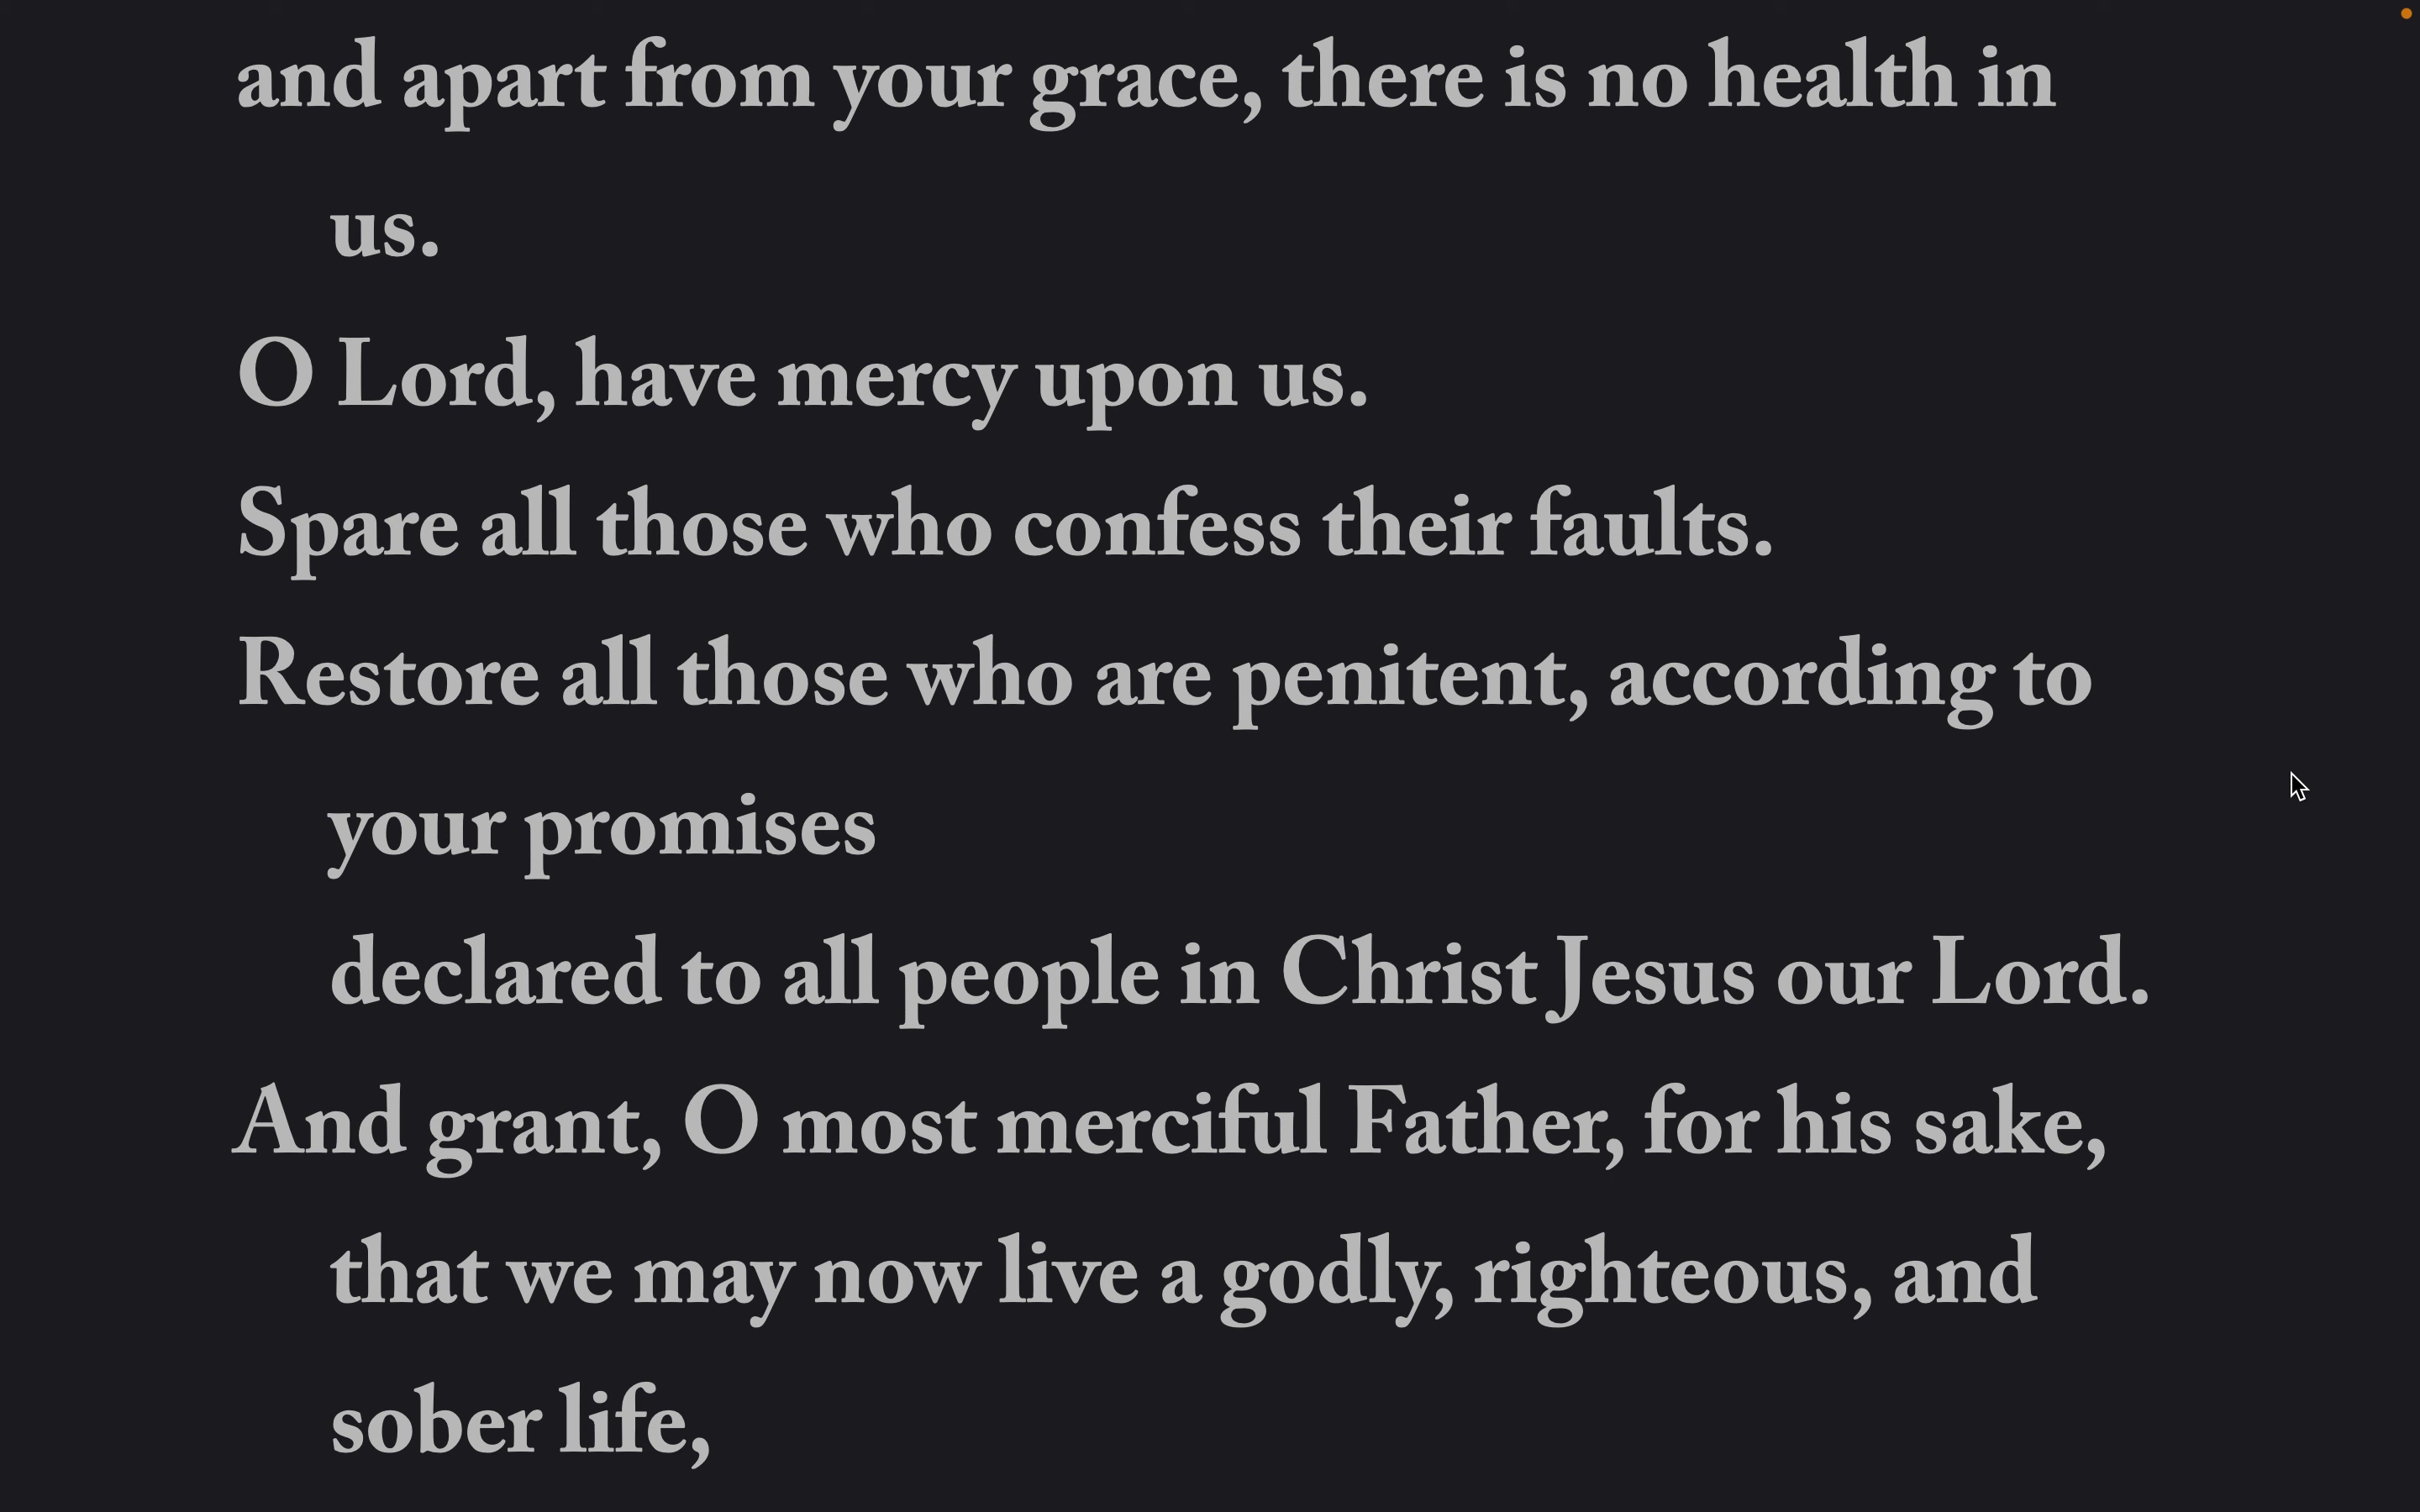 and apart from your grace, there is no health in
us.
O Lord, have mercy upon us.
Spare all those who confess their faults.
Restore all those who are penitent, according to
your promises
declared to all people in Christ Jesus our Lord.
And grant, O most merciful Father, for his sake,
that we may now live a godly, righteous, and
sober life,